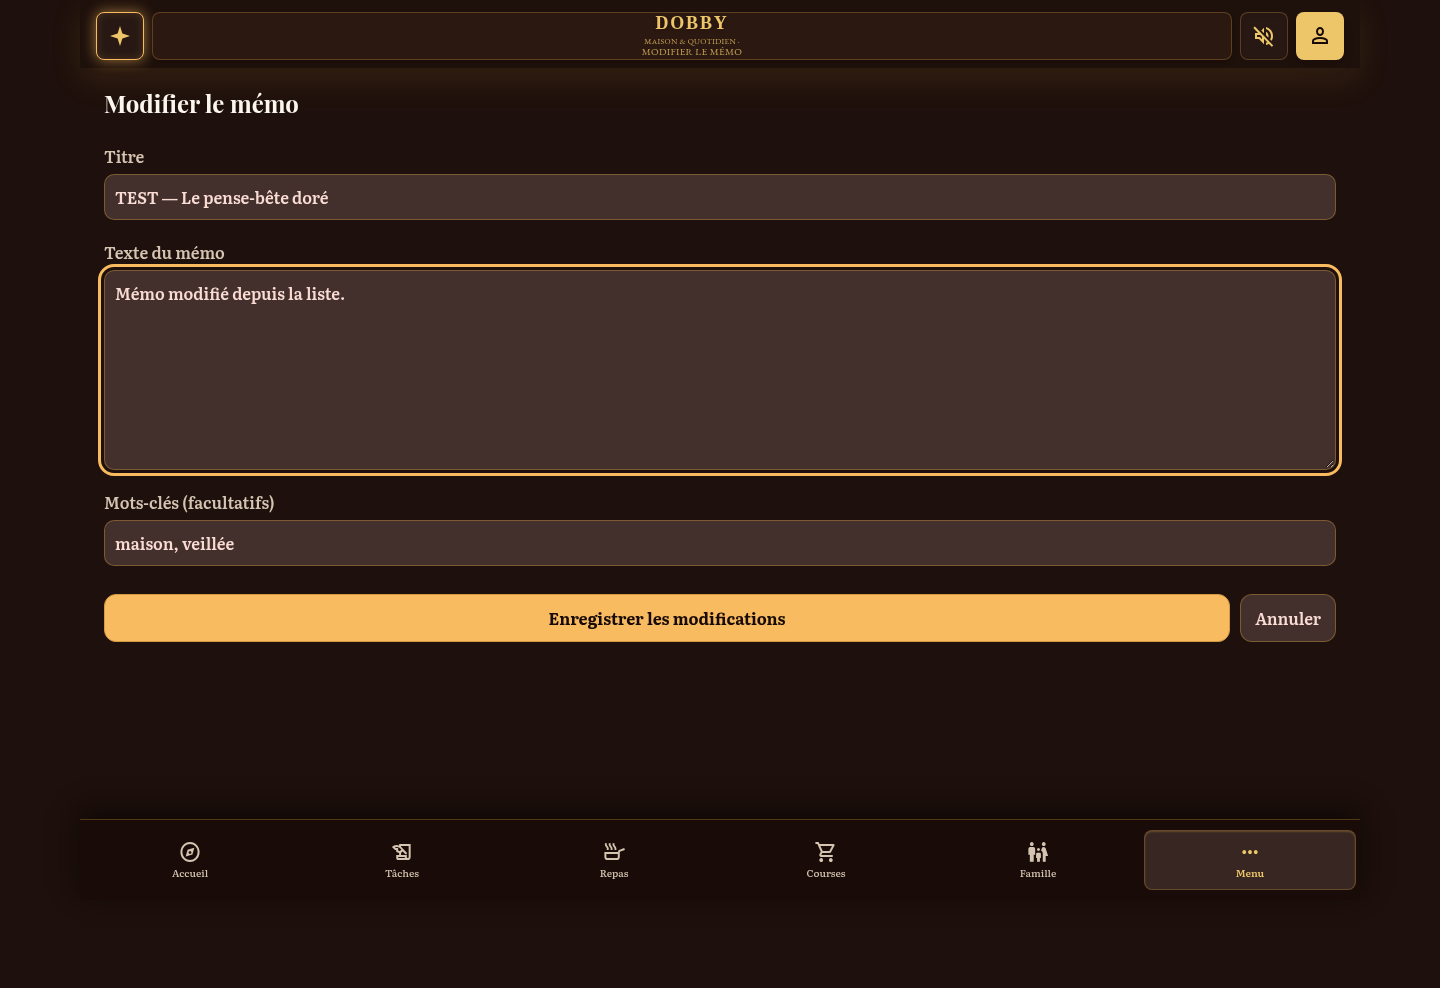 DOBBY
MAISON & QUOTIDIEN ·
MODIFIER LE MÉMO
Modifier le mémo
Titre
TEST — Le pense-bête doré
Texte du mémo
Mémo modifié depuis la liste.
Mots-clés (facultatifs)
maison, veillée
Enregistrer les modifications
Annuler
Accueil
Tâches
Repas
Courses
Famille
Menu